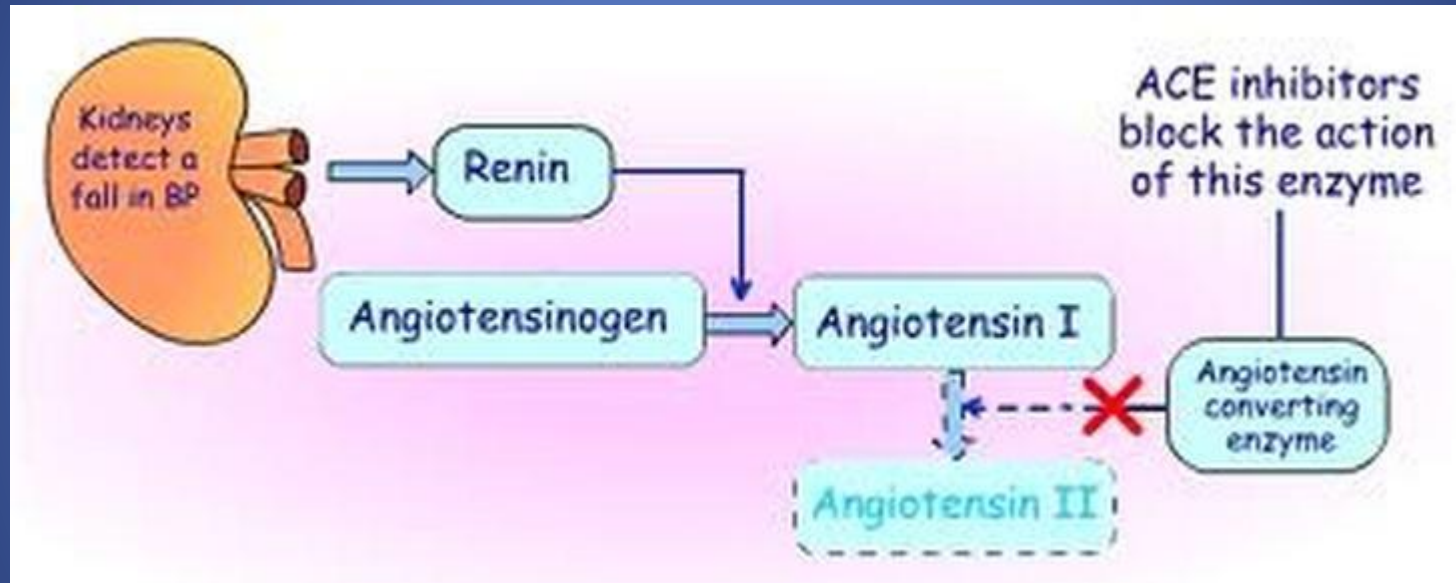 Kidneys
detect a
fall in BP
Renin
Angiotensinogen
Angiotensin I
ACE inhibitors
block the action
of this enzyme
Angiotensin
converting
enzyme
Angiotensin II